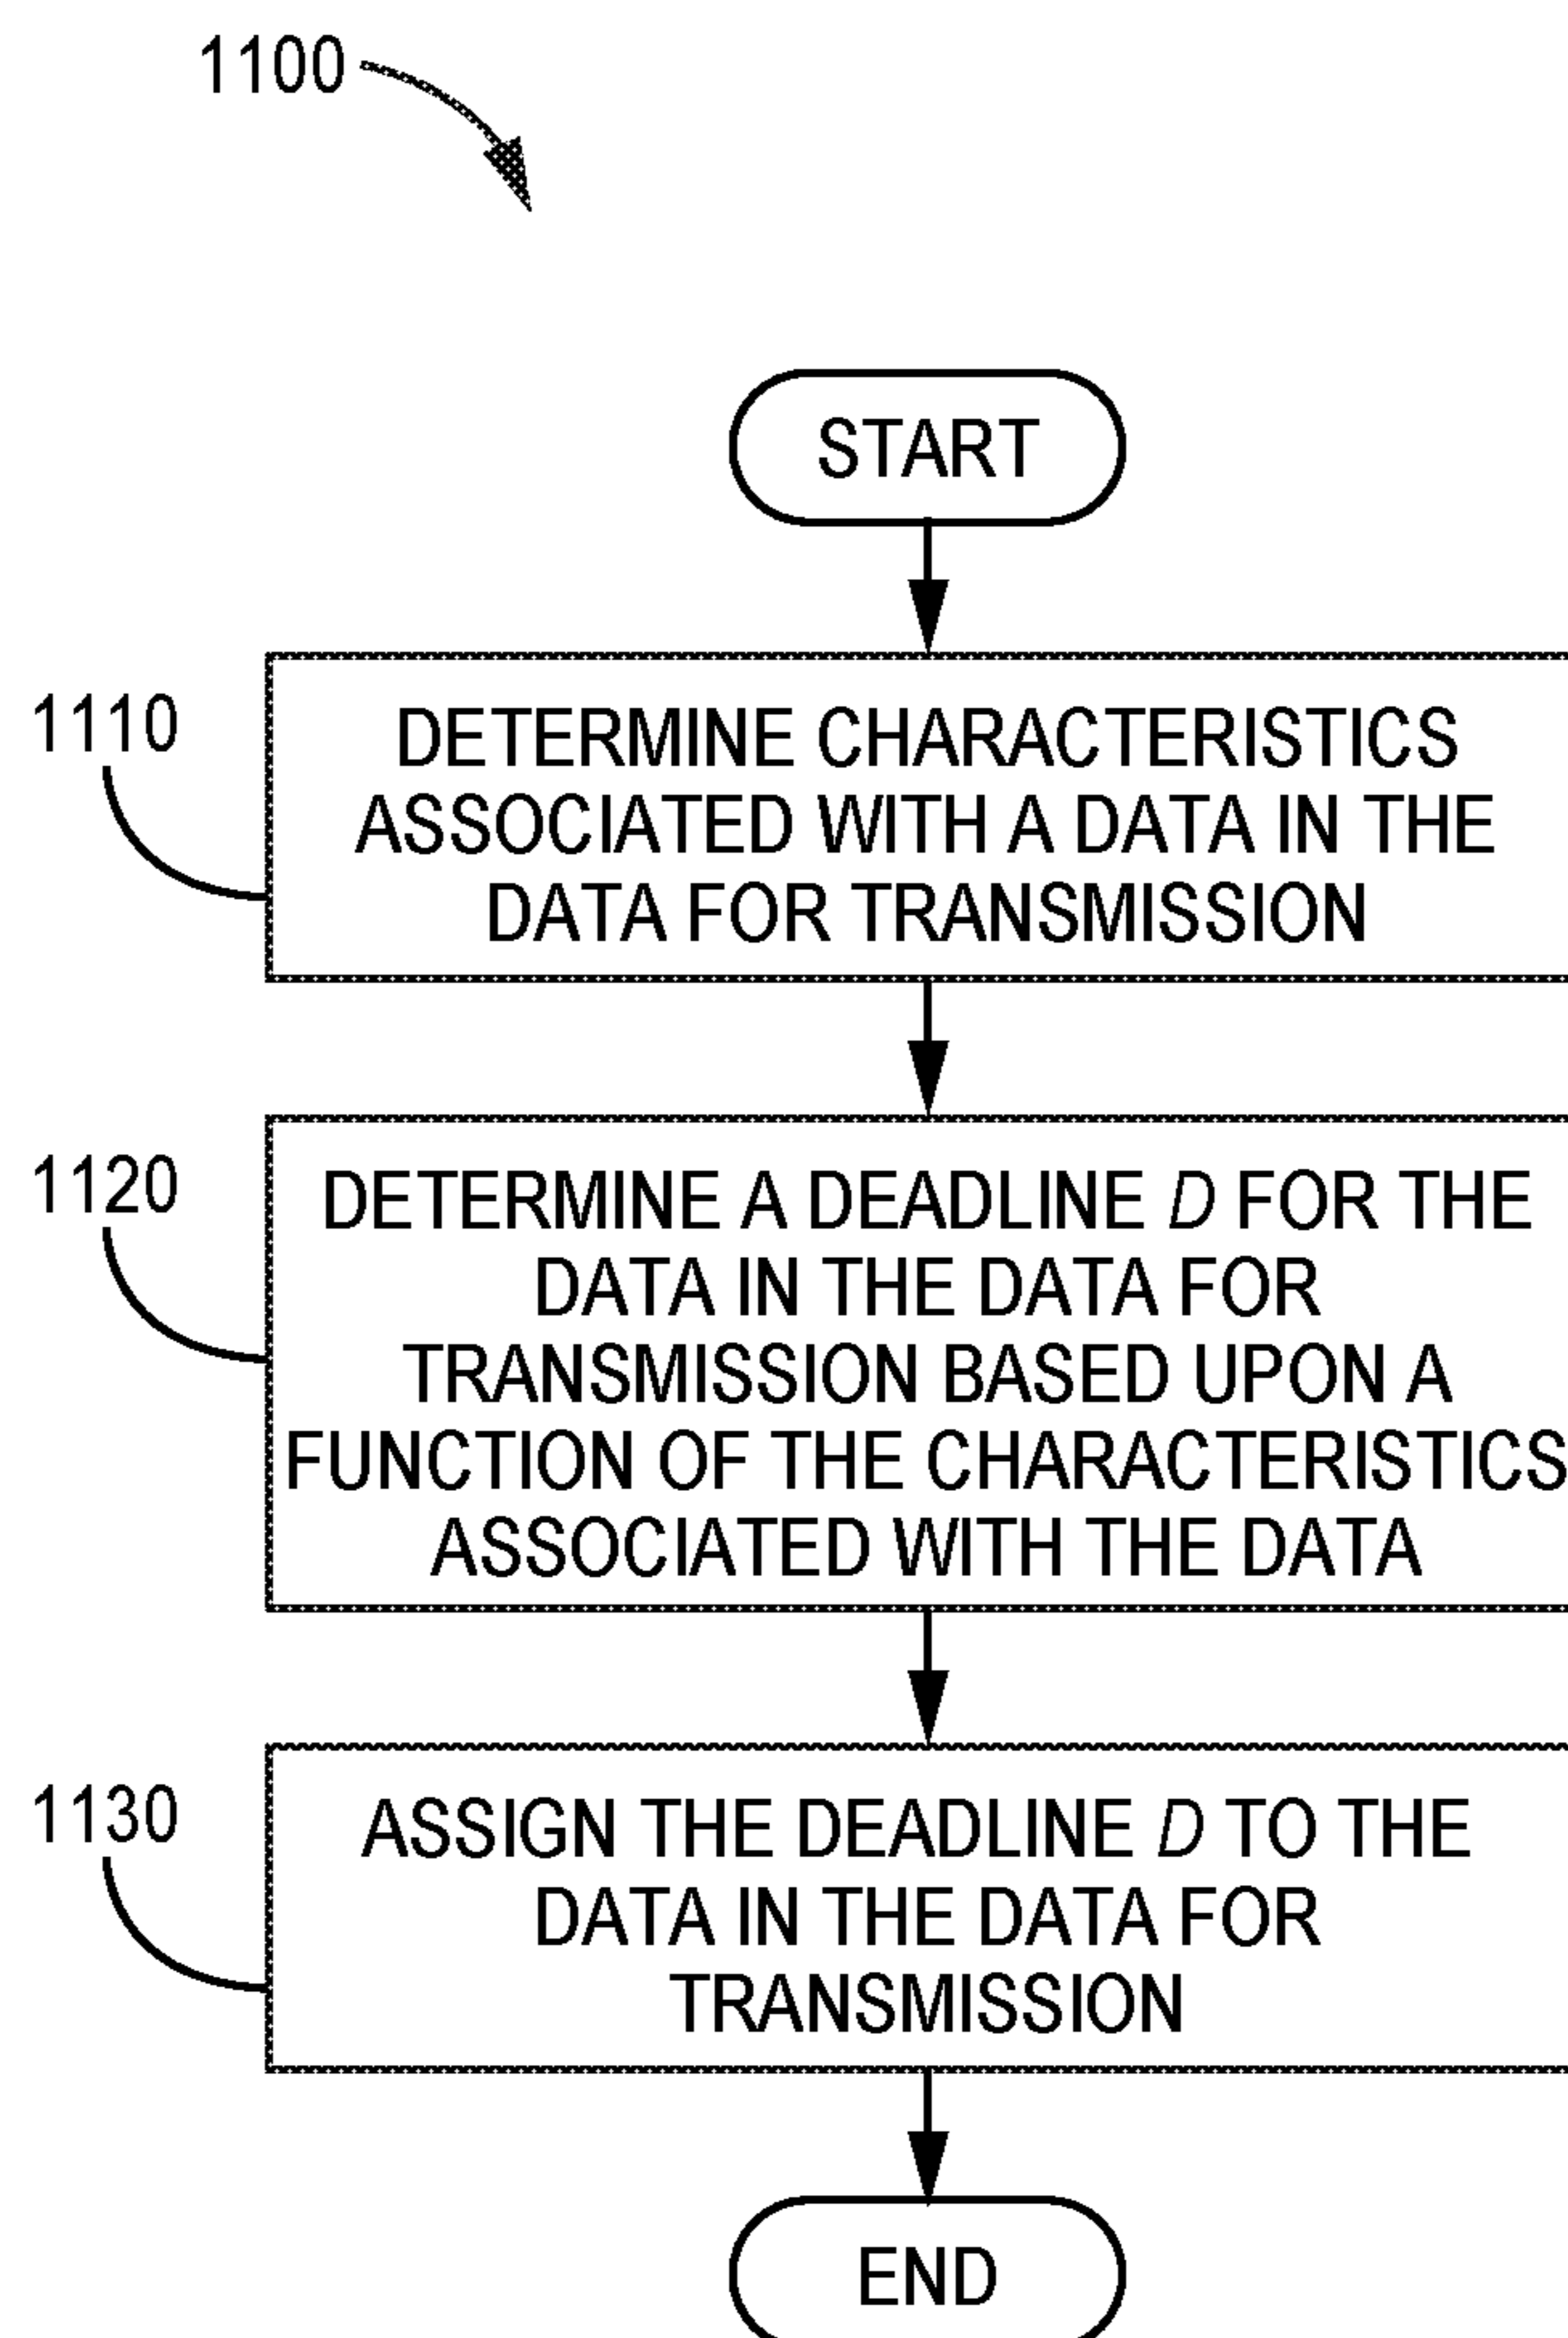 1100
START
1110
DETERMINE CHARACTERISTICS
ASSOCIATED WITH A DATA IN THE
DATA FOR TRANSMISSION
1120
DETERMINE A DEADLINE D FOR THE
DATA IN THE DATA FOR
TRANSMISSION BASED UPON A
FUNCTION OF THE CHARACTERISTICS
ASSOCIATED WITH THE DATA
1130
ASSIGN THE DEADLINE D TO THE
DATA IN THE DATA FOR
TRANSMISSION
END